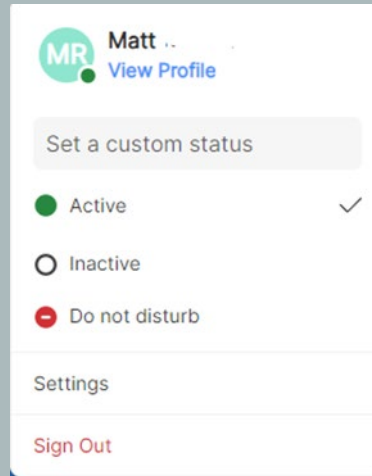 MR
Matt
View Profile
Set a custom status
Active
Inactive
Do not disturb
Settings
Sign Out